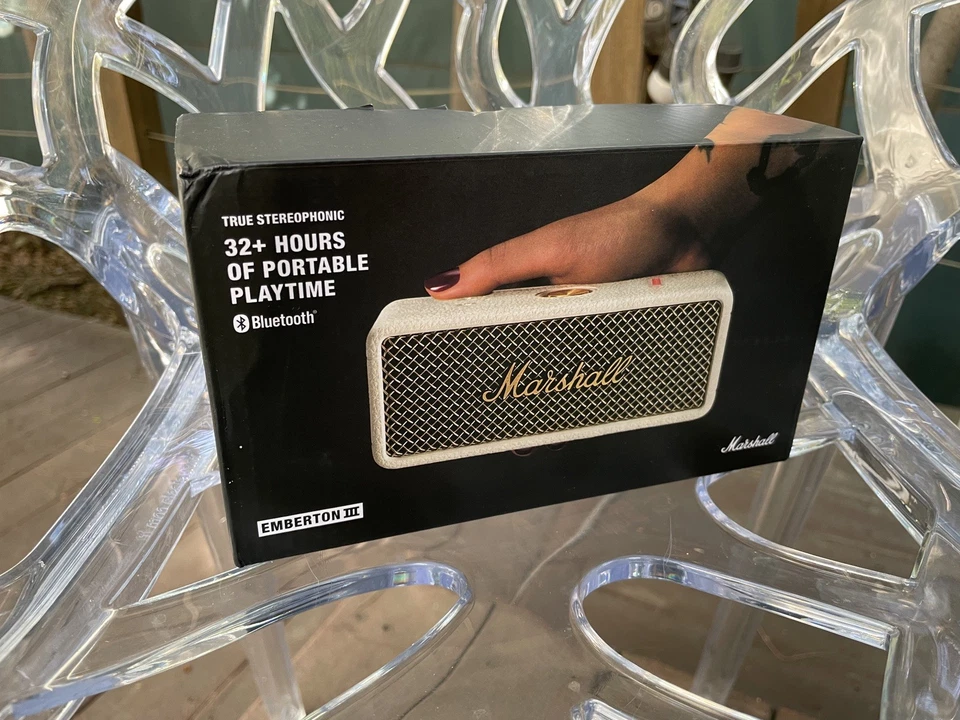 TRUE STEREOPHONIC
32+ HOURS
OF PORTABLE
PLAYTIME
Bluetooth®
Marshall
Marshall
EMBERTON III